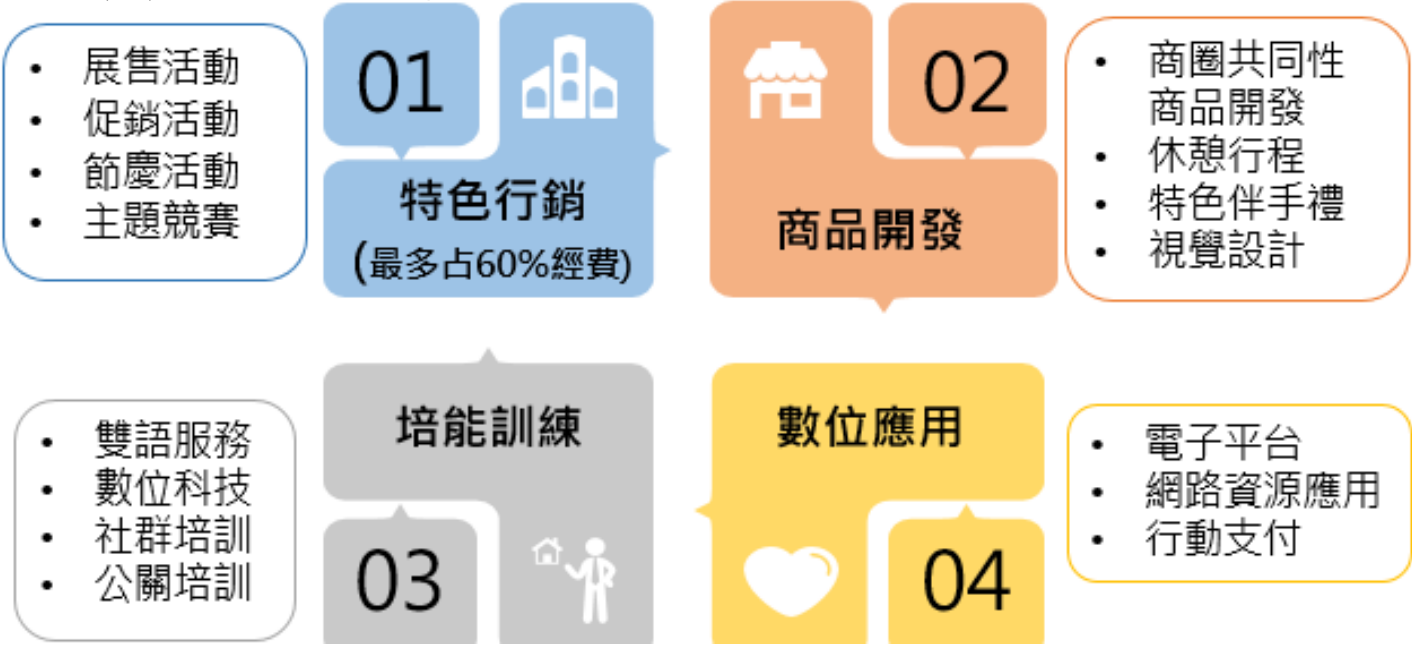 • 展售活動
• 促銷活動
• 節慶活動
• 主題競賽
01
特色行銷
(最多占60%經費)
02
商品開發
• 商圈共同性
商品開發
• 休憩行程
• 特色伴手禮
• 視覺設計
• 雙語服務
• 數位科技
• 社群培訓
• 公關培訓
培能訓練
03
數位應用
04
• 電子平台
• 網路資源應用
• 行動支付